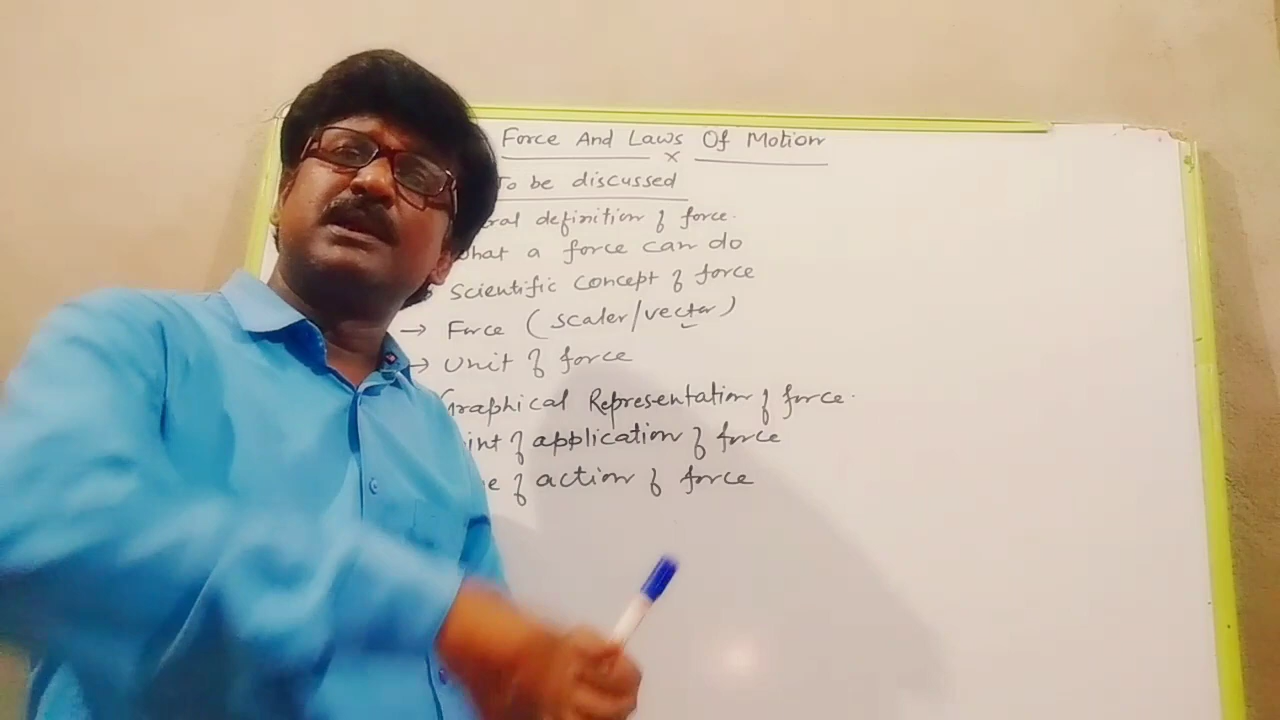 Force And Laws Of Motion
x
To be discussed
definition of force.
what a force can do
Scientific Concept of force
→ Force (scaler/vector)
→ Unit of force
Graphical Representation of force.
of application of force
of action of force